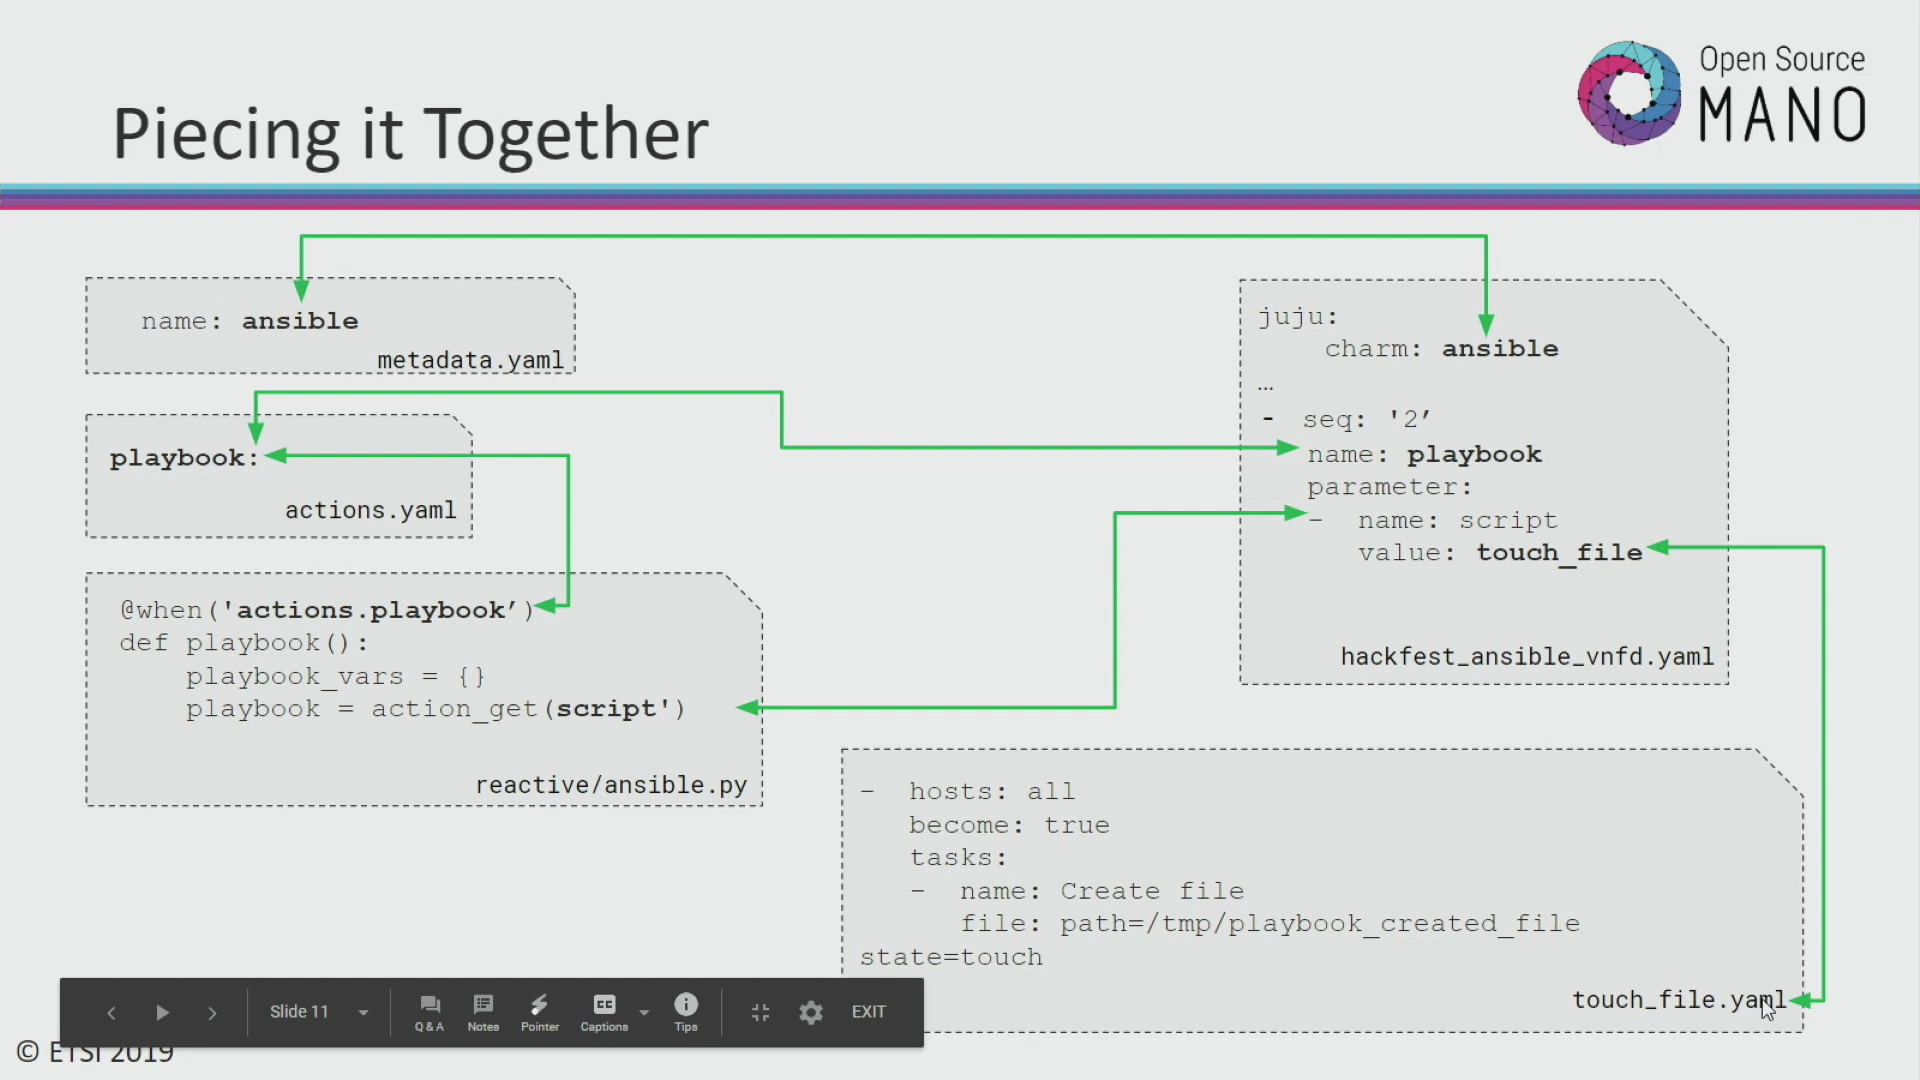 Open Source
MANO
Piecing it Together
name: ansible
metadata.yaml
playbook:
actions.yaml
@when('actions.playbook’)
def playbook():
playbook_vars = {}
playbook = action_get(script')
reactive/ansible.py
juju:
charm: ansible
…
- seq: '2’
name: playbook
parameter:
- name: script
value: touch_file
hackfest_ansible_vnfd.yaml
- hosts: all
become: true
tasks:
- name: Create file
file: path=/tmp/playbook_created_file
state=touch
touch_file.yaml
Slide 11
Q & A
Notes
Pointer
CC
Captions
Tips
EXIT
© ETSI 2019